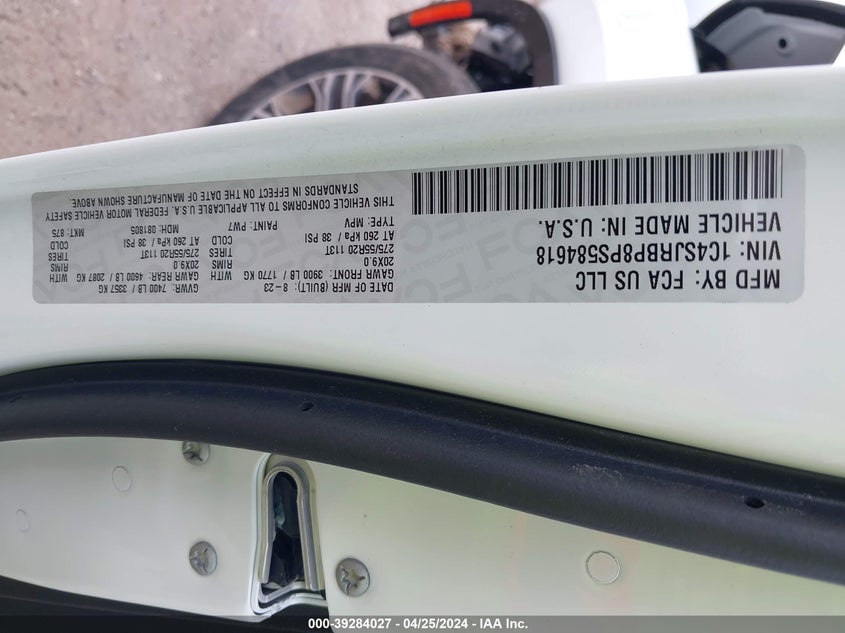 MFD BY: FCA US LLC
VIN: 1C4SJRBP8PS584618
VEHICLE MADE IN: U.S.A.
DATE OF MFR (BUILT): 8-23 GVWR: 7400 LB / 3357 KG
GAWR FRONT: 3900 LB / 1770 KG WITH GAWR REAR: 4600 LB / 2087 KG WITH
20X9.0 RIMS 20X9.0 RIMS
275/55R20 113T TIRES 275/55R20 113T TIRES
AT 260 kPa / 38 PSI COLD AT 260 kPa / 38 PSI COLD
TYPE: MPV PAINT: PW7 MDH: 081805 MKT: 875
THIS VEHICLE CONFORMS TO ALL APPLICABLE U.S.A. FEDERAL MOTOR VEHICLE SAFETY
STANDARDS IN EFFECT ON THE DATE OF MANUFACTURE SHOWN ABOVE.
000-39284027 - 04/25/2024 - IAA Inc.